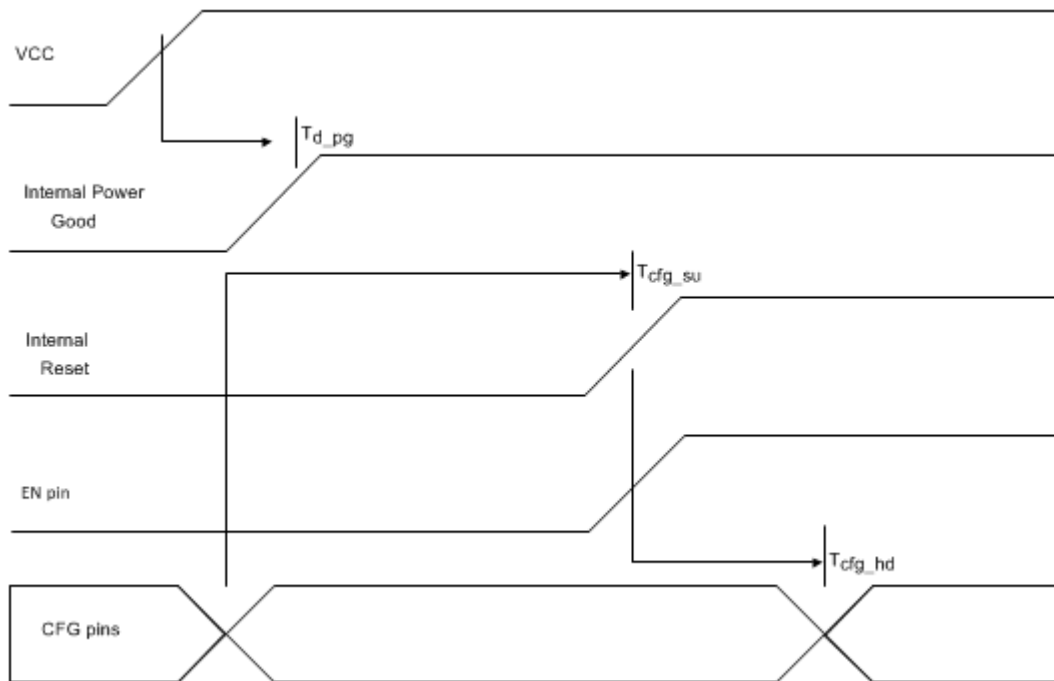 VCC
Td_pg
Internal Power
Good
Tcfg_su
Internal
Reset
EN pin
Tcfg_hd
CFG pins